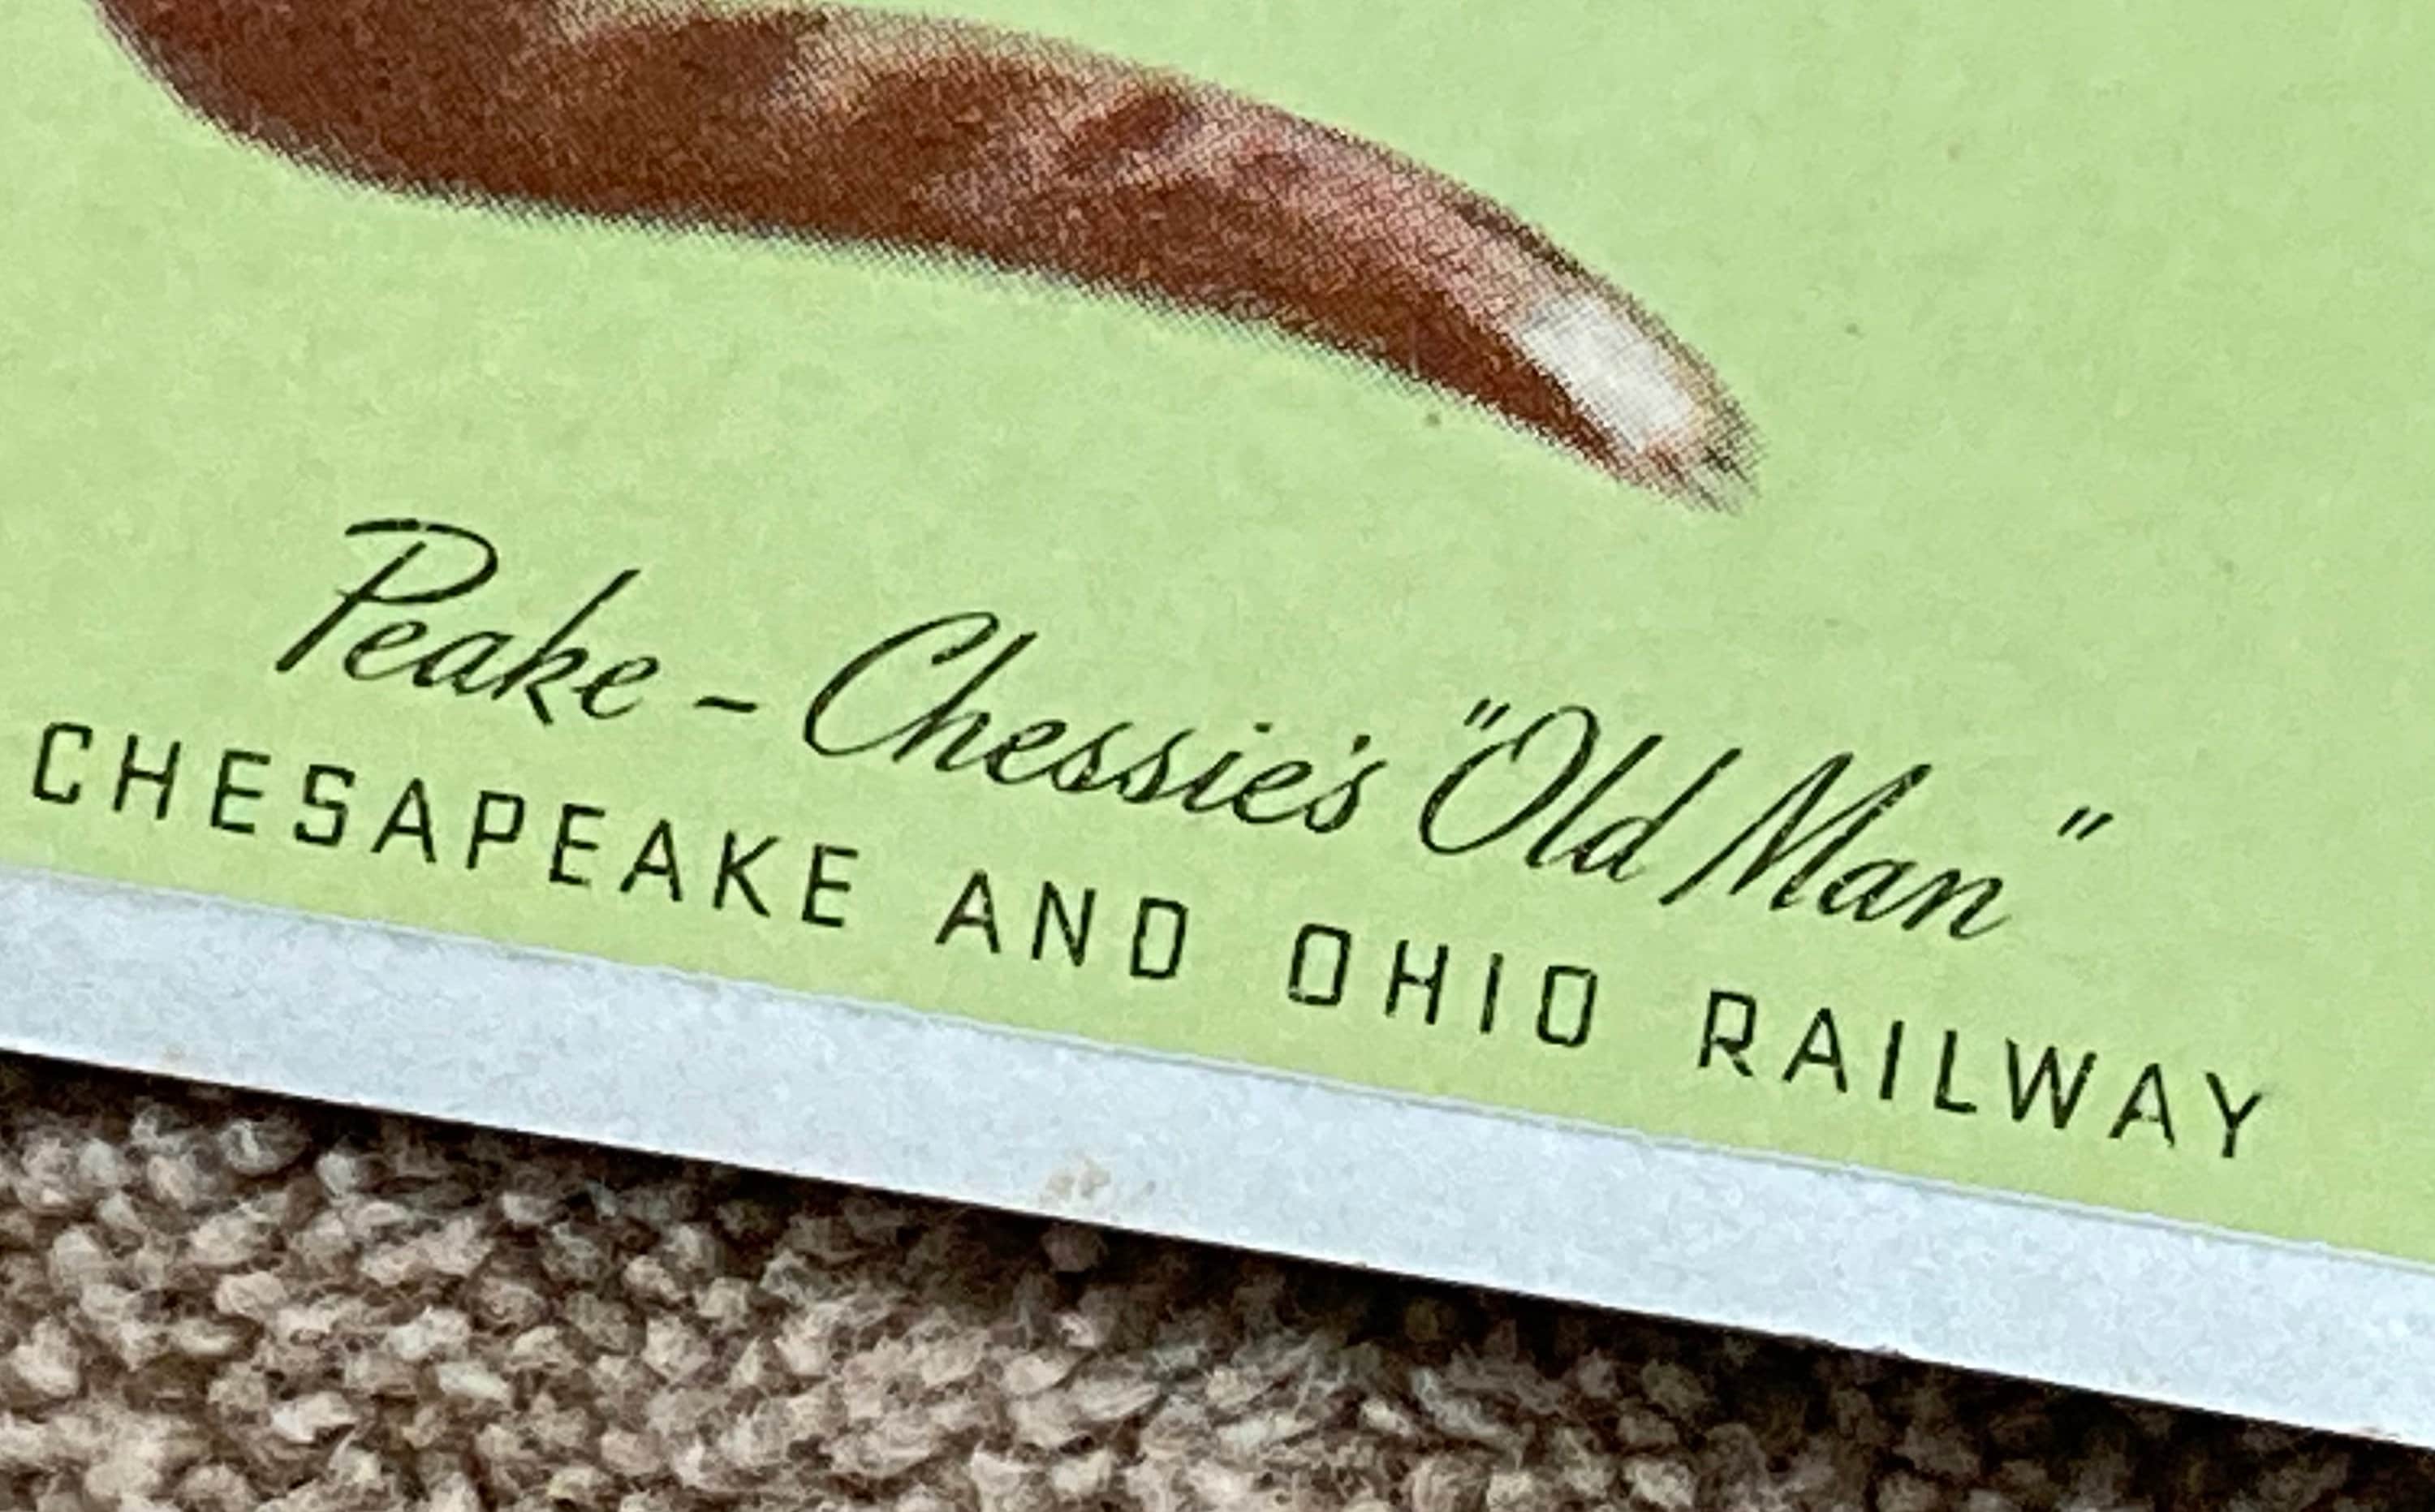 Peake - Chessie's "Old Man"
CHESAPEAKE AND OHIO RAILWAY